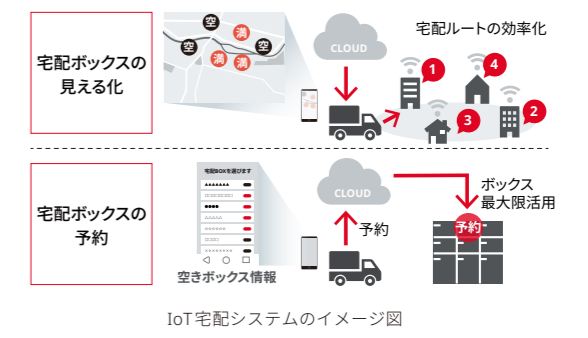 宅配ボックスの
見える化
空
満
空
空
満
満
CLOUD
宅配ルートの効率化
1
4
3
2
宅配ボックスの
予約
宅配BOXを選びます
空きボックス情報
CLOUD
予約
ボックス
最大限活用
予約
IoT宅配システムのイメージ図